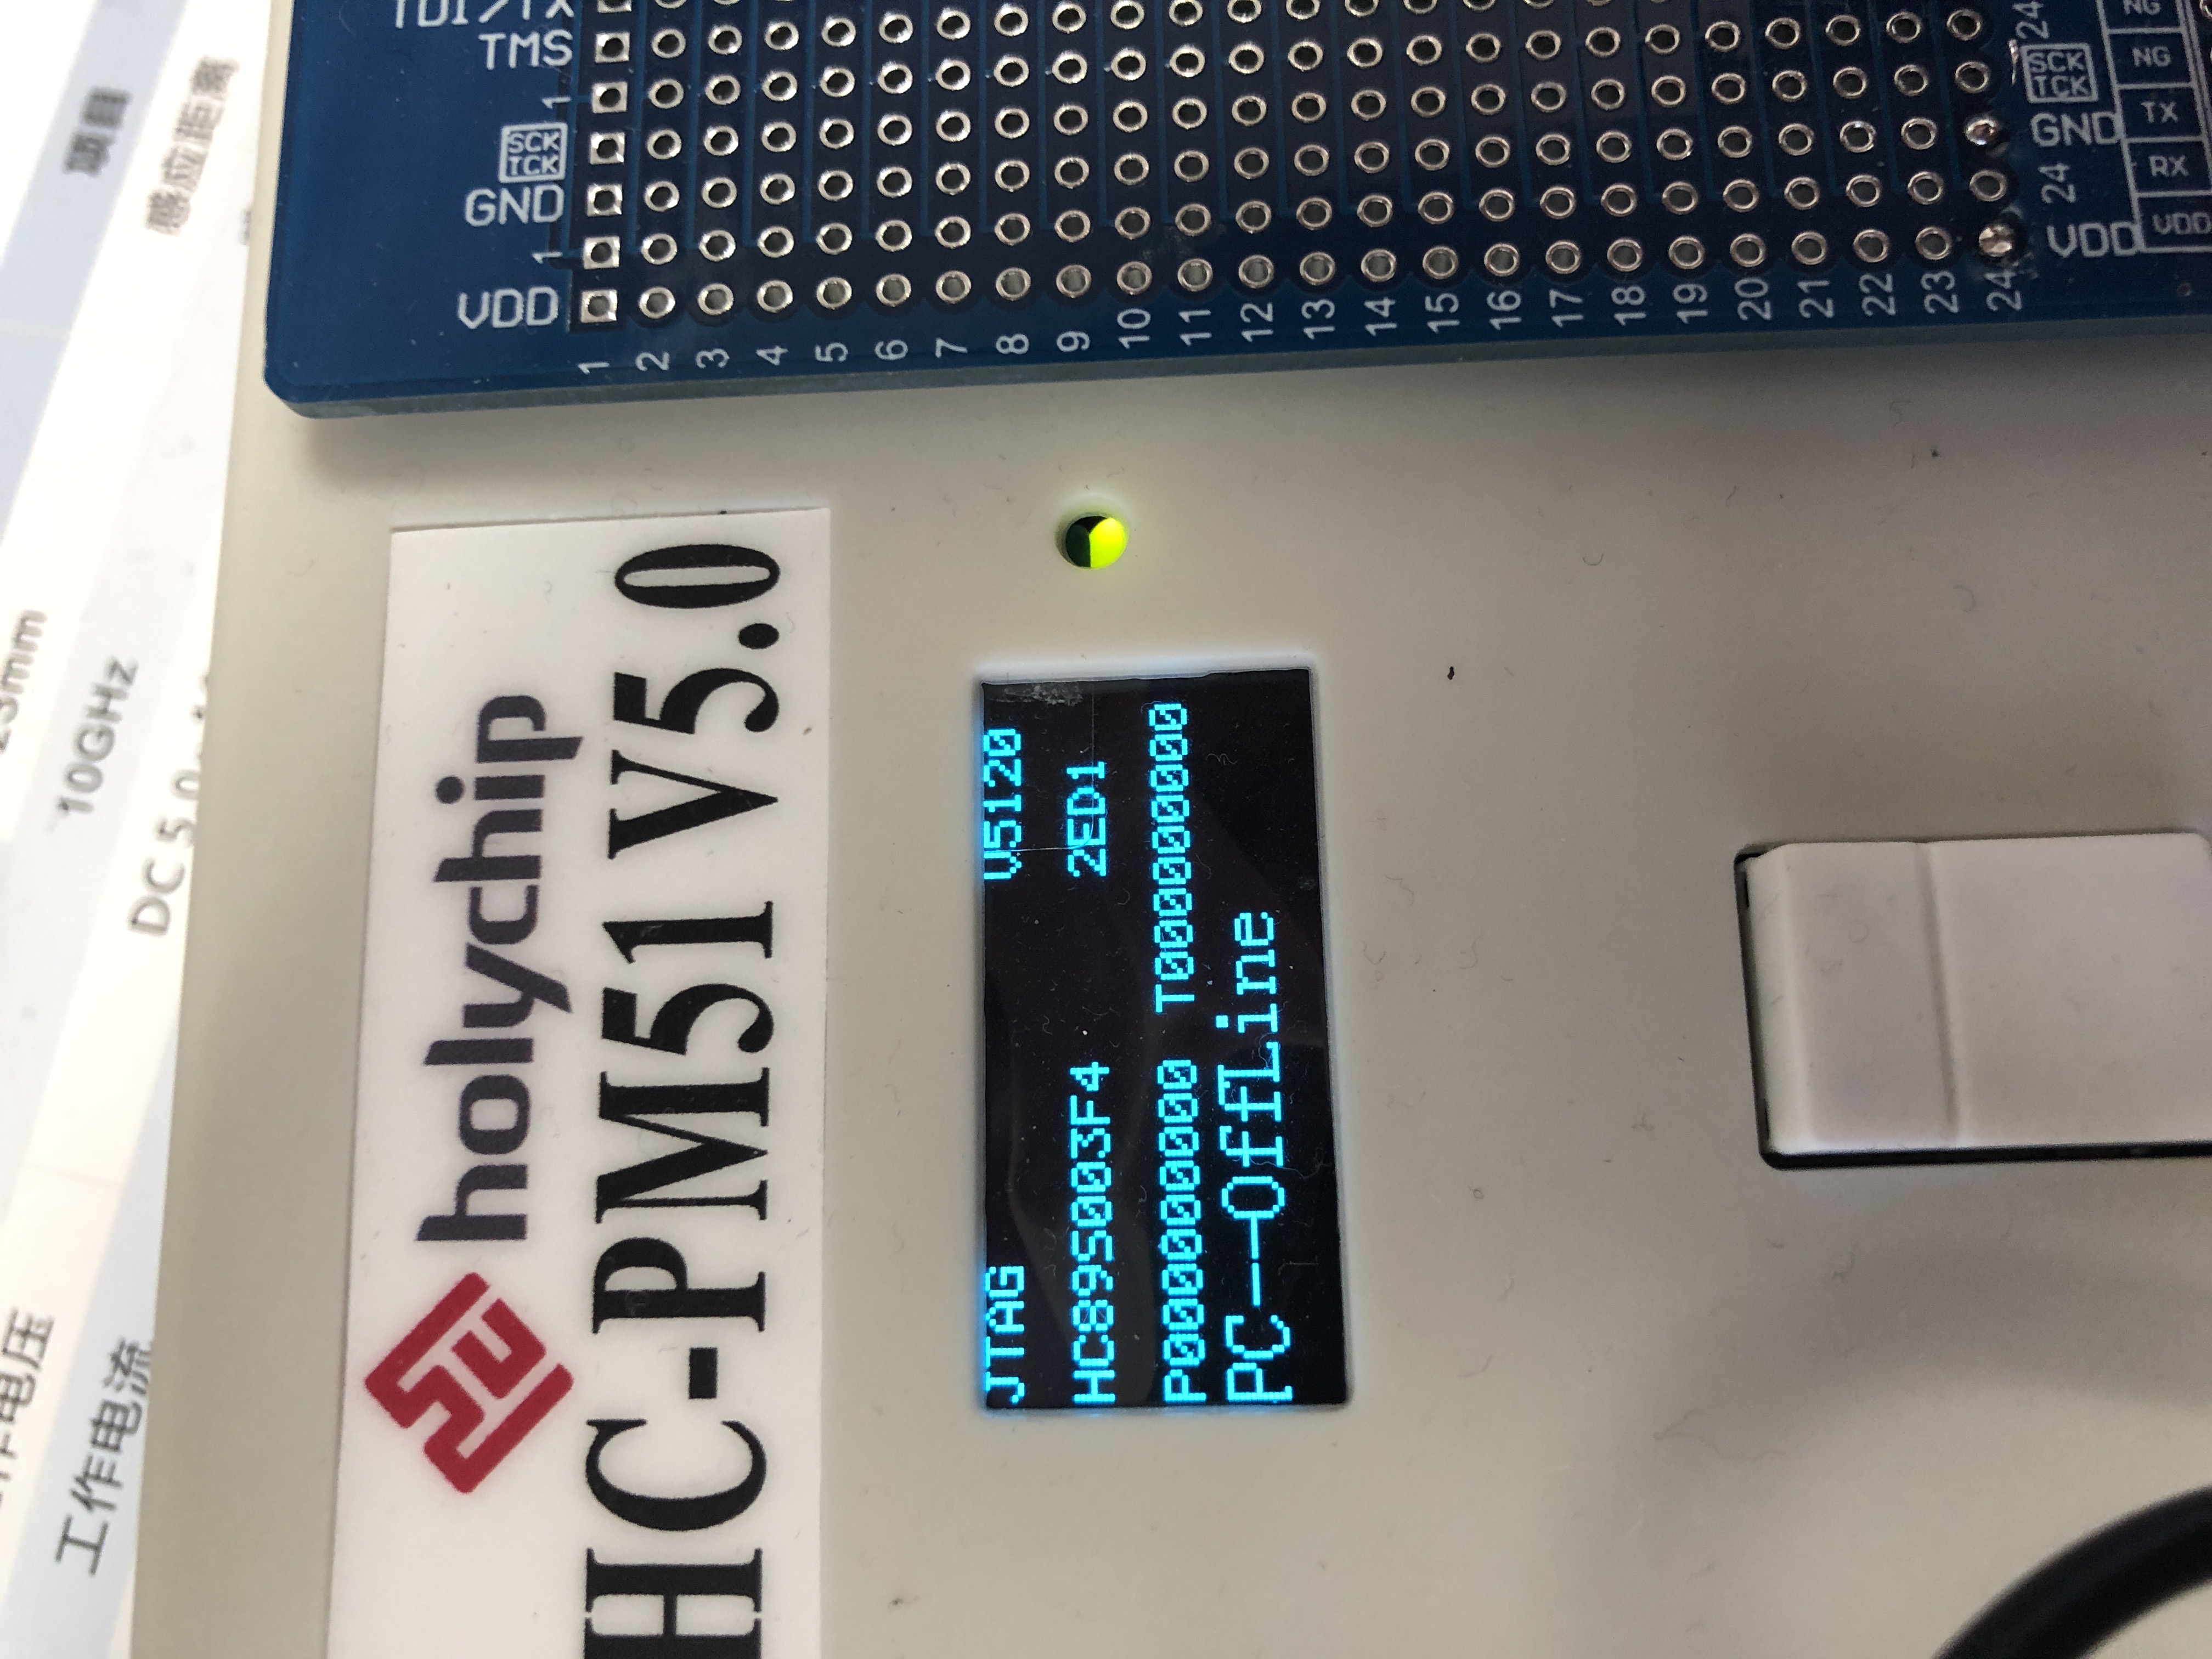 作电压
23mm
工作电流
10GHz
DC 5.0
项目
感应距离
holychip
HC-PM51 V5.0
JTAG V5120
HC89S003F4 2ED1
P000000000 T000000000
PC--OffLine
VDD
1
GND
SCK
TCK
1
TMS
TDI/TX
1
2
3
4
5
6
7
8
9
10
11
12
13
14
15
16
17
18
19
20
21
22
23
24
VDD
24
GND
SCK
TCK
24
VDD
RX
TX
NG
NG